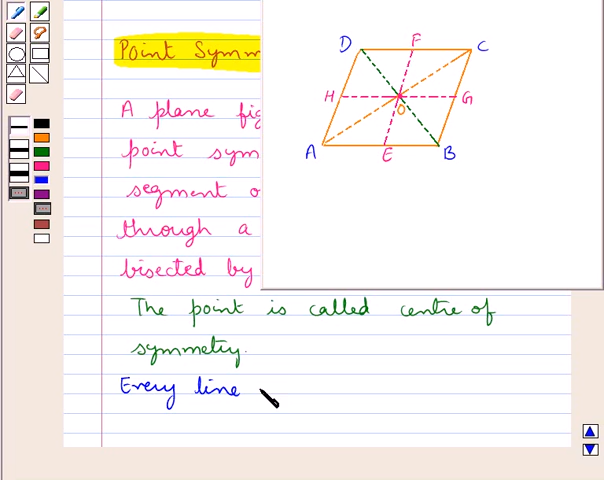 Point Symm
A plane fig
point sym
segment o
through a
bisected by
The point is called centre of
symmetry.
Every line
D F C
H G
O
A E B